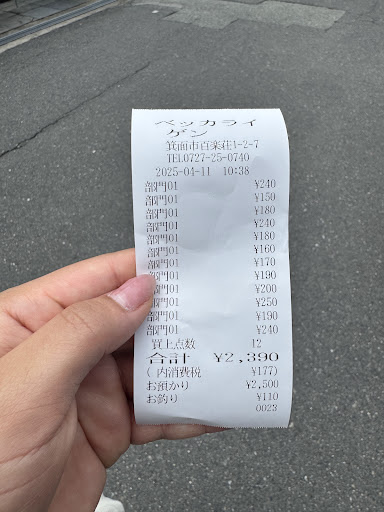 ベッカライ
ゲン
箕面市百楽荘1-2-7
TEL0727-25-0740
2025-04-11 10:38
部門01 ¥240
部門01 ¥150
部門01 ¥180
部門01 ¥240
部門01 ¥180
部門01 ¥160
部門01 ¥170
部門01 ¥190
部門01 ¥200
部門01 ¥250
部門01 ¥190
部門01 ¥240
買上点数 12
合計 ¥2,390
(内消費税 ¥177)
お預かり ¥2,500
お釣り ¥110
0023